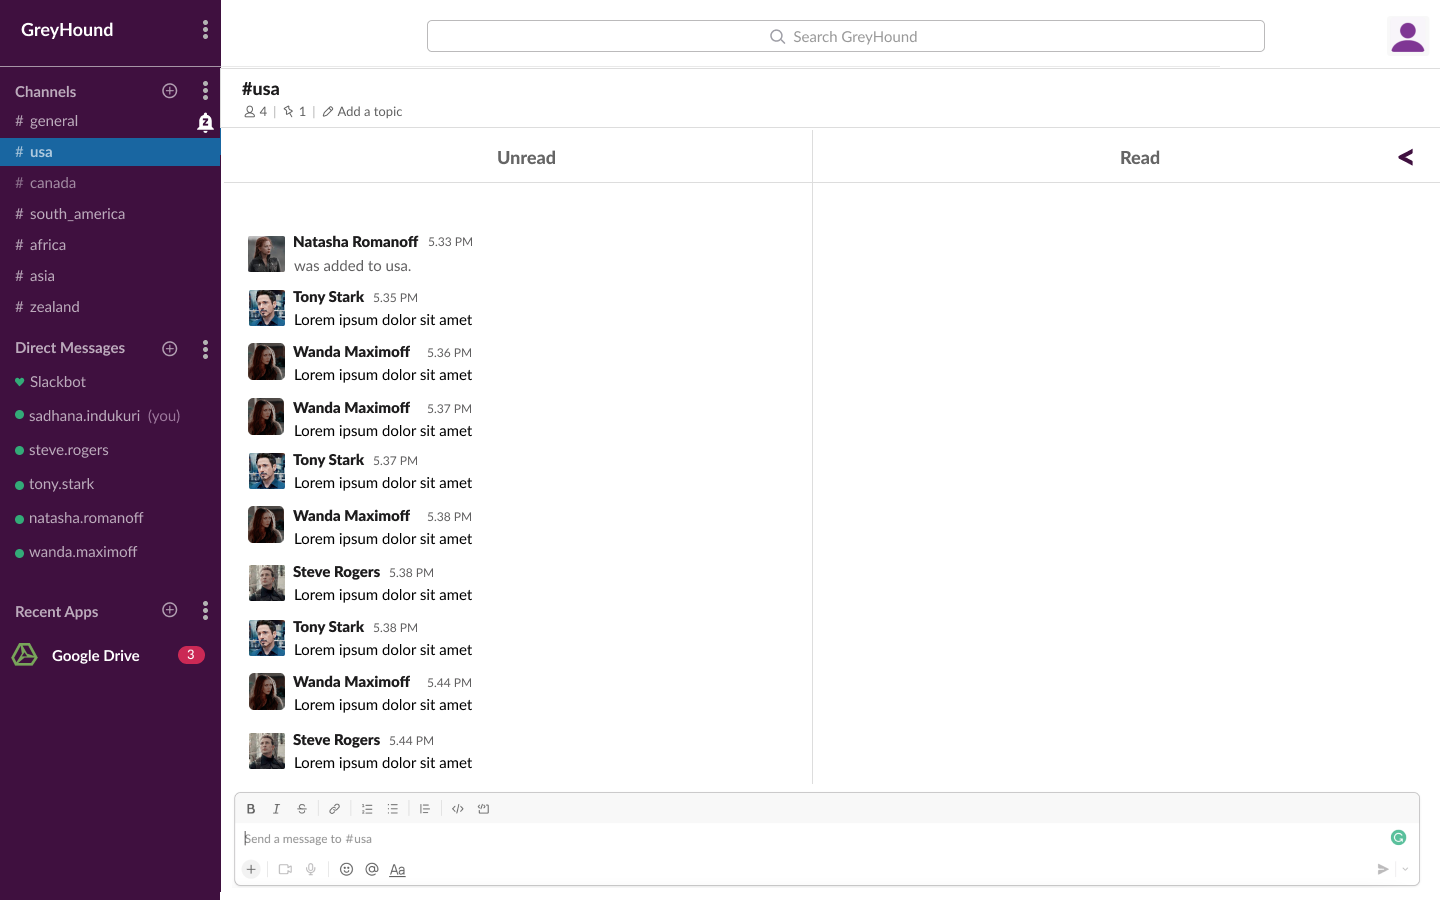 GreyHound
Search GreyHound
Channels
# general
# usa
# canada
# south_america
# africa
# asia
# zealand
Direct Messages
Slackbot
sadhana.indukuri (you)
steve.rogers
tony.stark
natasha.romanoff
wanda.maximoff
Recent Apps
Google Drive 3
#usa
4 | 1 | Add a topic
Unread
Read
<
Natasha Romanoff 5.33 PM
was added to usa.
Tony Stark 5.35 PM
Lorem ipsum dolor sit amet
Wanda Maximoff 5.36 PM
Lorem ipsum dolor sit amet
Wanda Maximoff 5.37 PM
Lorem ipsum dolor sit amet
Tony Stark 5.37 PM
Lorem ipsum dolor sit amet
Wanda Maximoff 5.38 PM
Lorem ipsum dolor sit amet
Steve Rogers 5.38 PM
Lorem ipsum dolor sit amet
Tony Stark 5.38 PM
Lorem ipsum dolor sit amet
Wanda Maximoff 5.44 PM
Lorem ipsum dolor sit amet
Steve Rogers 5.44 PM
Lorem ipsum dolor sit amet
B I S
Send a message to #usa
@ Aa